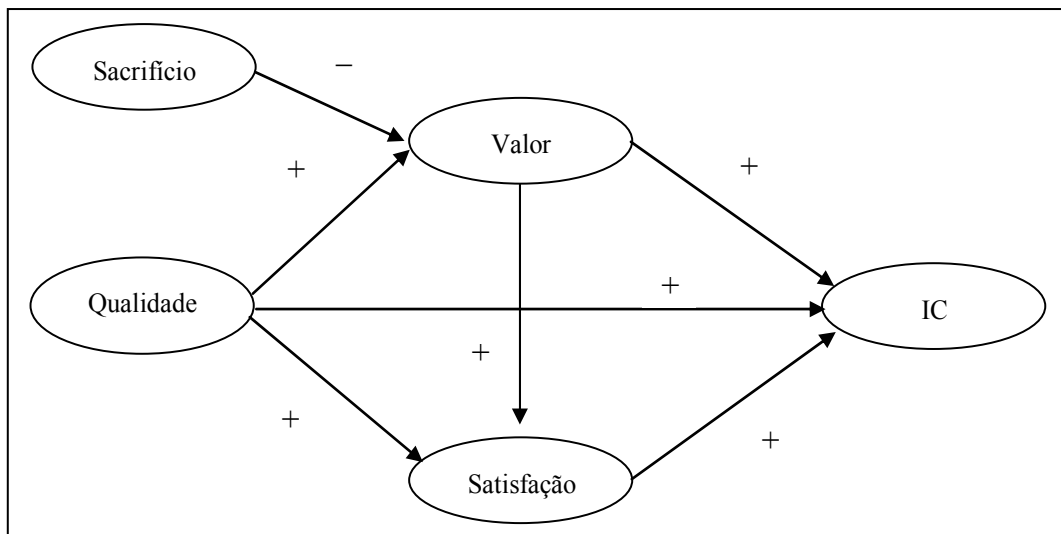 Sacrifício
−
Valor
+
+
Qualidade
+
IC
+
+
+
Satisfação